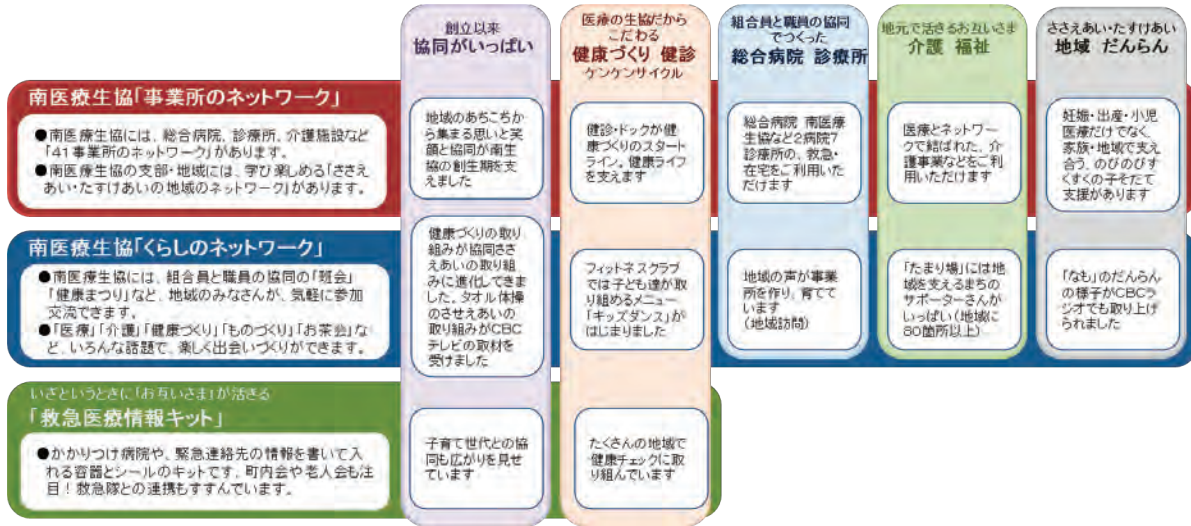 創立以来
協同がいっぱい
医療の生協だから
こだわる
健康づくり 健診
ケンケンサイクル
組合員と職員の協同
でつくった
総合病院 診療所
地元で活きるお互いさま
介護 福祉
ささえあい・たすけあい
地域 だんらん
南医療生協「事業所のネットワーク」
●南医療生協には、総合病院、診療所、介護施設など
「41事業所のネットワーク」があります。
●南医療生協の支部・地域には、学び楽しめる「ささえ
あい・たすけあいの地域のネットワーク」があります。
地域のあちこちか
ら集まる思いと笑
顔と協同が南生
協の創生期を支
えました
健診・ドックが健
康づくりのスタート
ライン。健康ライフ
を支えます
総合病院 南医療
生協など2病院7
診療所の、救急・
在宅をご利用いた
だけます
医療とネットワー
クで結ばれた、介
護事業などをご利
用いただけます
妊娠・出産・小児
医療だけでなく、
家族・地域で支え
合う、のびのびす
くすくの子そだて
支援があります
南医療生協「くらしのネットワーク」
●南医療生協には、組合員と職員の協同の「班会」
「健康まつり」など、地域のみなさんが、気軽に参加
交流できます。
●「医療」「介護」「健康づくり」「ものづくり」「お茶会」な
ど、いろんな話題で、楽しく出会いづくりができます。
健康づくりの取り
組みが協同ささ
えあいの取り組
みに進化してきま
した。タオル体操
のさせえあいの
取り組みがCBC
テレビの取材を
受けました
フィットネスクラブ
では子ども達が取
り組めるメニュー
「キッズダンス」が
はじまりました
地域の声が事業
所を作り、育ててい
います
(地域訪問)
「たまり場」には地
域を支えるまちの
サポーターさんが
いっぱい(地域に
80箇所以上)
「なも」のだんらん
の様子がCBCラ
ジオでも取り上げ
られました
いざというときに「お互いさま」が活きる
「救急医療情報キット」
●かかりつけ病院や、緊急連絡先の情報を書いて入
れる容器とシールのキットです。町内会や老人会も注
目！救急隊との連携もすすんでいます。
子育て世代との協
同も広がりを見せ
ています
たくさんの地域で
健康チェックに取
り組んでいます